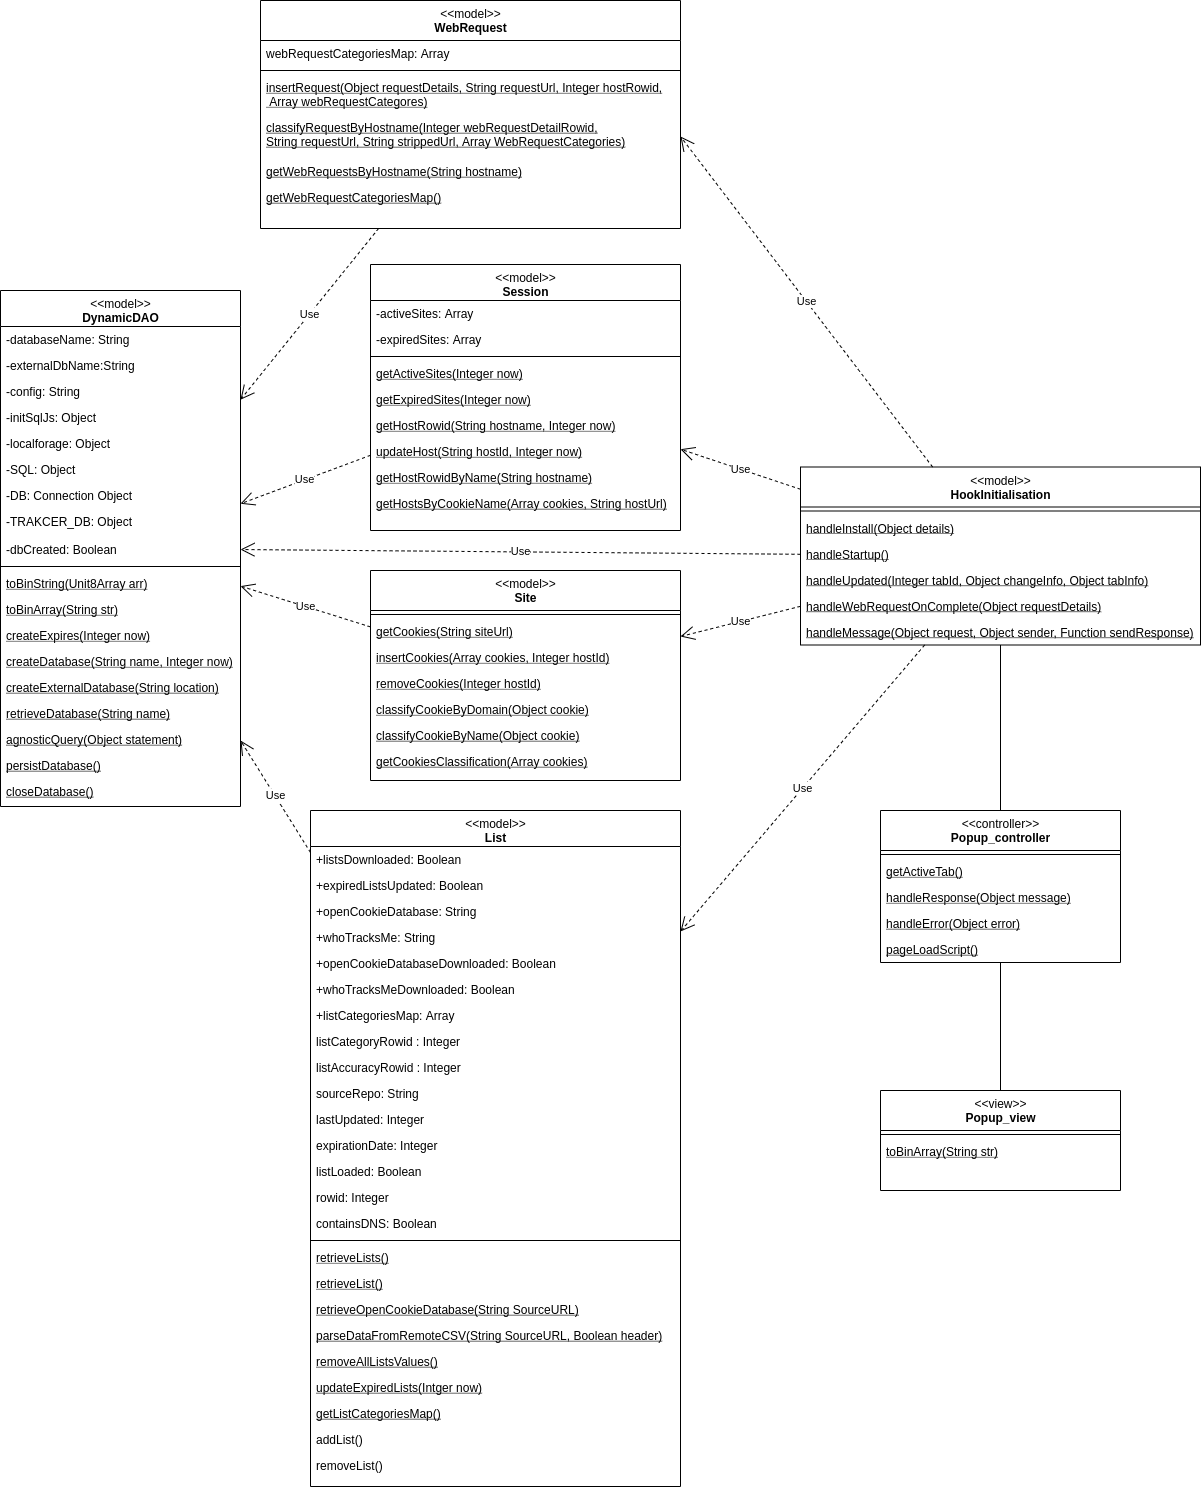 <<model>>
WebRequest
webRequestCategoriesMap: Array
insertRequest(Object requestDetails, String requestUrl, Integer hostRowid,
Array webRequestCategores)
classifyRequestByHostname(Integer webRequestDetailRowid,
String requestUrl, String strippedUrl, Array WebRequestCategories)
getWebRequestsByHostname(String hostname)
getWebRequestCategoriesMap()
Use
Use
<<model>>
Session
-activeSites: Array
-expiredSites: Array
getActiveSites(Integer now)
getExpiredSites(Integer now)
getHostRowid(String hostname, Integer now)
updateHost(String hostId, Integer now)
getHostRowidByName(String hostname)
getHostsByCookieName(Array cookies, String hostUrl)
<<model>>
DynamicDAO
-databaseName: String
-externalDbName:String
-config: String
-initSqlJs: Object
-localforage: Object
-SQL: Object
-DB: Connection Object
-TRAKCER_DB: Object
-dbCreated: Boolean
toBinString(Unit8Array arr)
toBinArray(String str)
createExpires(Integer now)
createDatabase(String name, Integer now)
createExternalDatabase(String location)
retrieveDatabase(String name)
agnosticQuery(Object statement)
persistDatabase()
closeDatabase()
Use
Use
Use
Use
Use
Use
Use
<<model>>
HookInitialisation
handleInstall(Object details)
handleStartup()
handleUpdated(Integer tabId, Object changeInfo, Object tabInfo)
handleWebRequestOnComplete(Object requestDetails)
handleMessage(Object request, Object sender, Function sendResponse)
<<model>>
Site
getCookies(String siteUrl)
insertCookies(Array cookies, Integer hostId)
removeCookies(Integer hostId)
classifyCookieByDomain(Object cookie)
classifyCookieByName(Object cookie)
getCookiesClassification(Array cookies)
<<model>>
List
+listsDownloaded: Boolean
+expiredListsUpdated: Boolean
+openCookieDatabase: String
+whoTracksMe: String
+openCookieDatabaseDownloaded: Boolean
+whoTracksMeDownloaded: Boolean
+listCategoriesMap: Array
listCategoryRowid : Integer
listAccuracyRowid : Integer
sourceRepo: String
lastUpdated: Integer
expirationDate: Integer
listLoaded: Boolean
rowid: Integer
containsDNS: Boolean
retrieveLists()
retrieveList()
retrieveOpenCookieDatabase(String SourceURL)
parseDataFromRemoteCSV(String SourceURL, Boolean header)
removeAllListsValues()
updateExpiredLists(Intger now)
getListCategoriesMap()
addList()
removeList()
<<controller>>
Popup_controller
getActiveTab()
handleResponse(Object message)
handleError(Object error)
pageLoadScript()
<<view>>
Popup_view
toBinArray(String str)